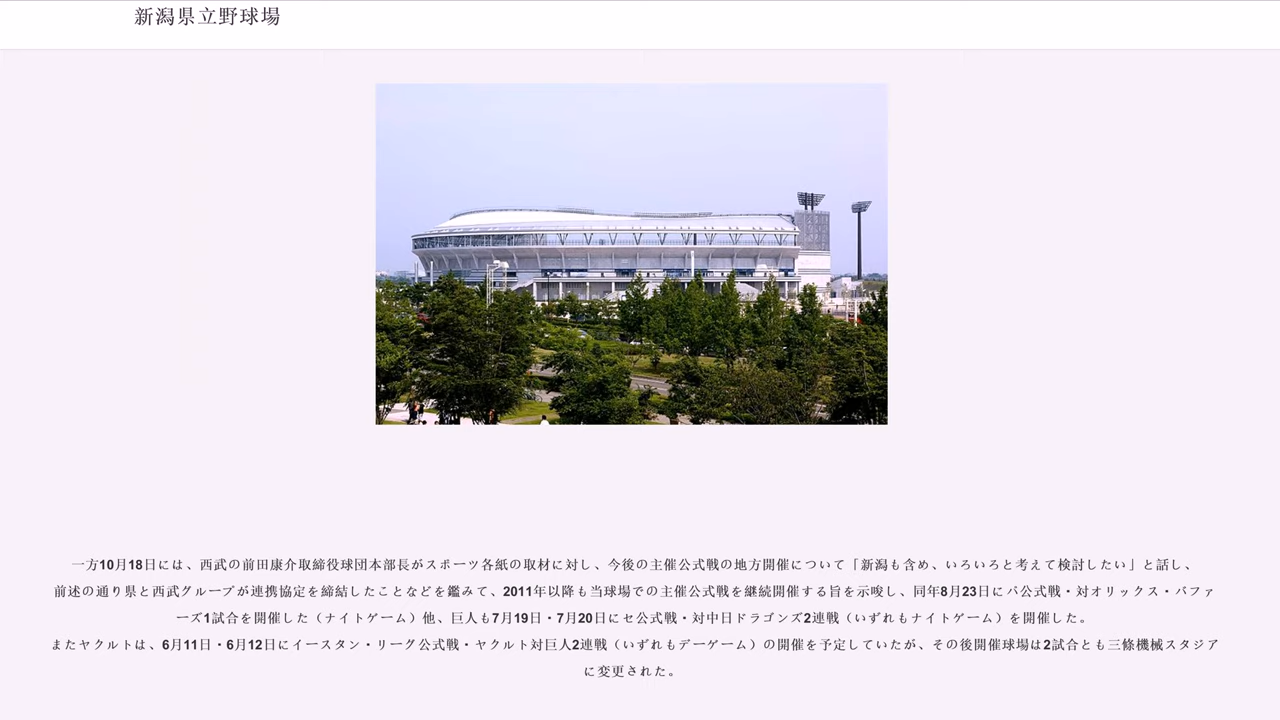 新潟県立野球場
一方10月18日には、西武の前田康介取締役球団本部長がスポーツ各紙の取材に対し、今後の主催公式戦の地方開催について「新潟も含め、いろいろと考えて検討したい」と話し、
前述の通り県と西武グループが連携協定を締結したことなどを鑑みて、2011年以降も当球場での主催公式戦を継続開催する旨を示唆し、同年8月23日にパ公式戦・対オリックス・バファ
ーズ1試合を開催した（ナイトゲーム）他、巨人も7月19日・7月20日にセ公式戦・対中日ドラゴンズ2連戦（いずれもナイトゲーム）を開催した。
またヤクルトは、6月11日・6月12日にイースタン・リーグ公式戦・ヤクルト対巨人2連戦（いずれもデーゲーム）の開催を予定していたが、その後開催球場は2試合とも三條機械スタジア
に変更された。